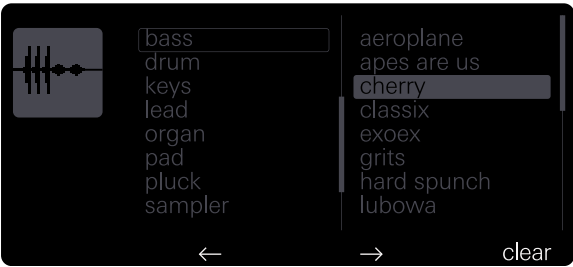 bass
drum
keys
lead
organ
pad
pluck
sampler
aeroplane
apes are us
cherry
classix
exoex
grits
hard spunch
lubowa
← → clear